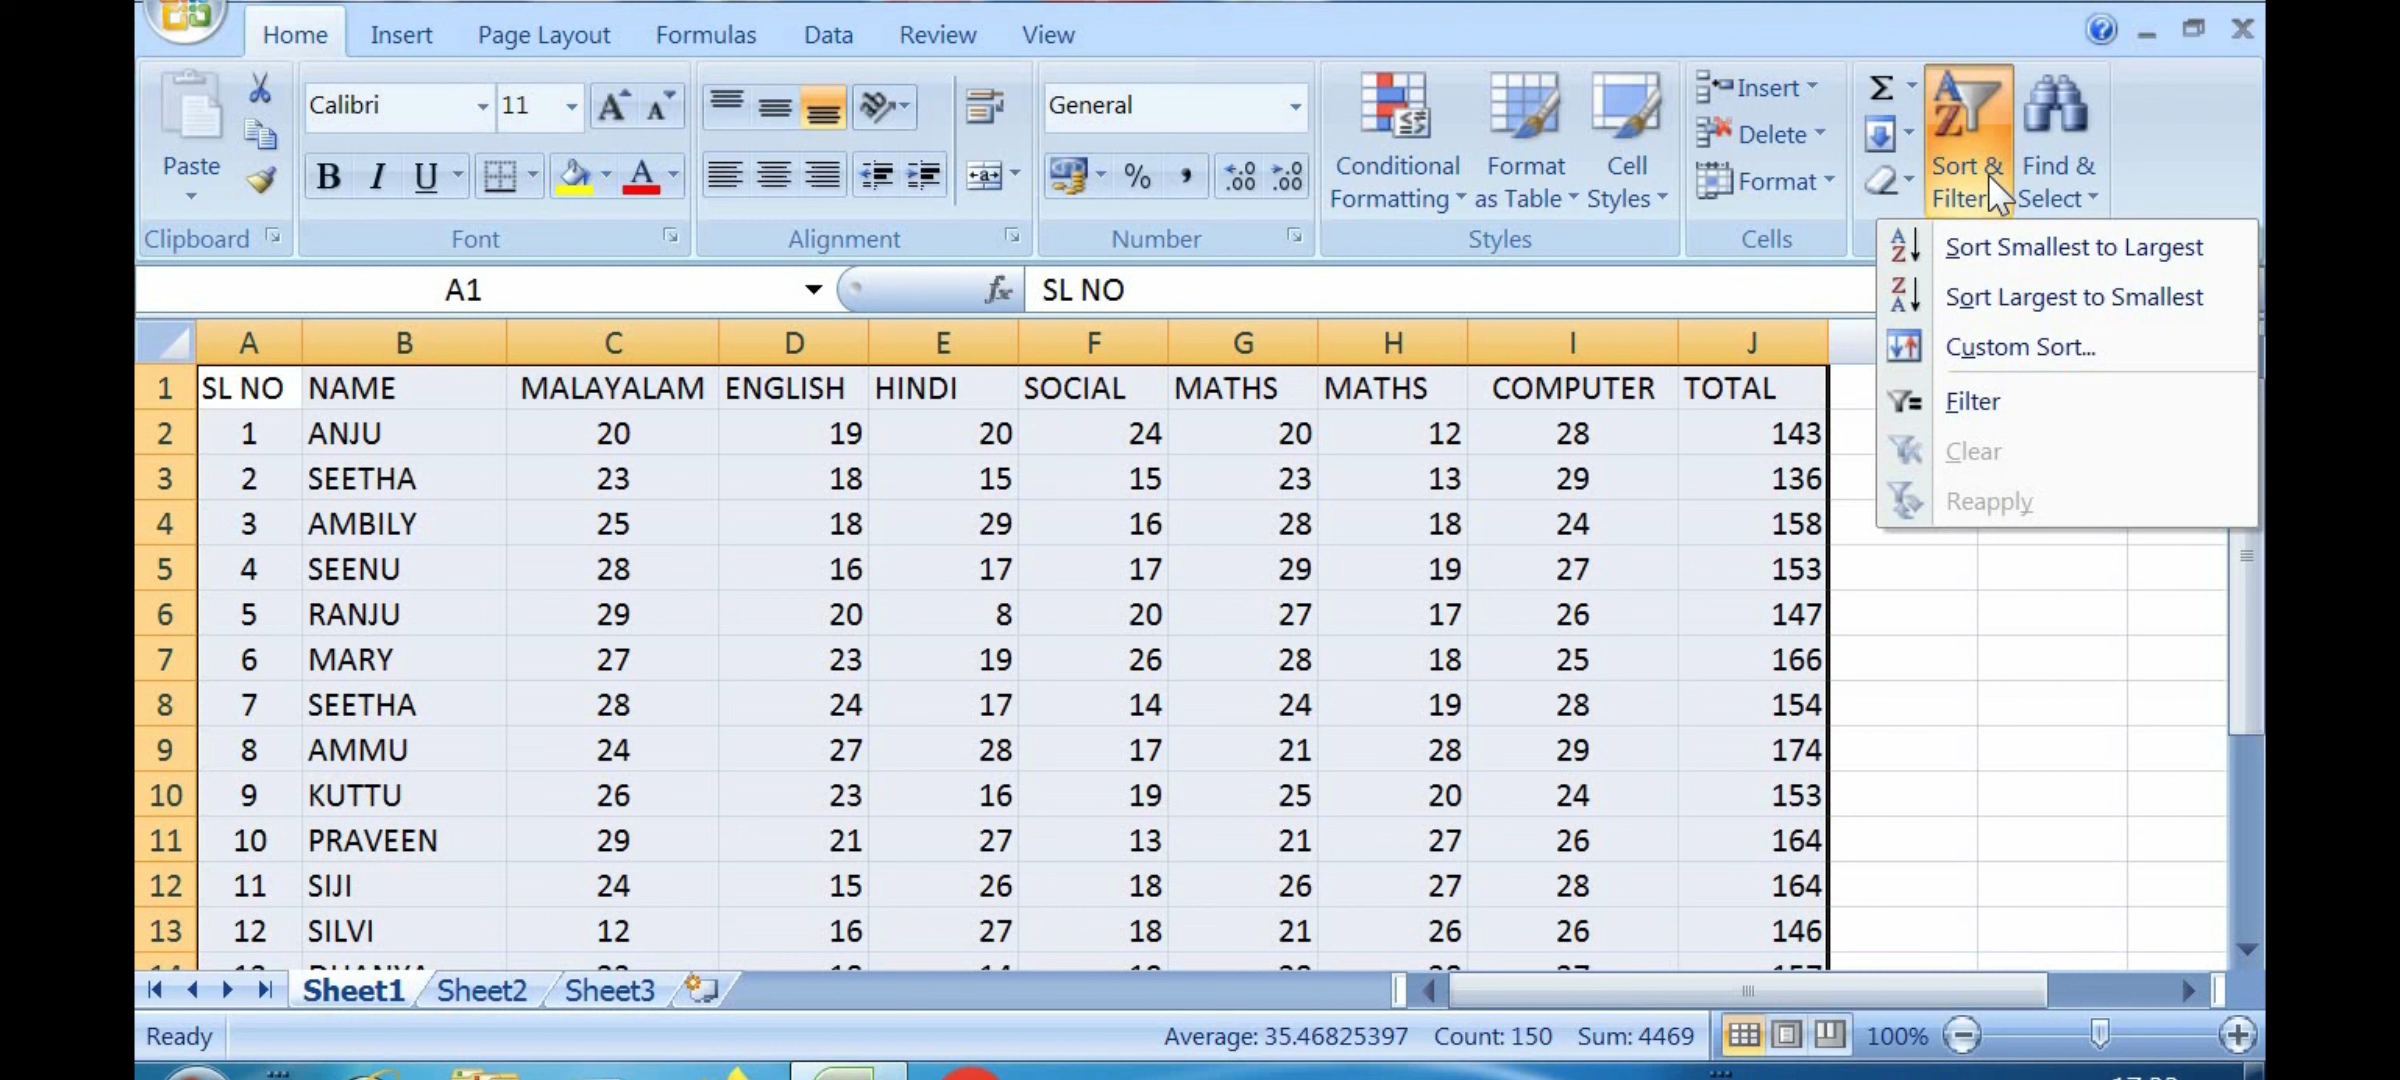 Home Insert Page Layout Formulas Data Review View
Calibri 11 General Insert
Paste Conditional Formatting Format as Table Cell Styles Delete Sort & Filter Find & Select
B I U A % , Format
Clipboard Font Alignment Number Styles Cells
Sort Smallest to Largest
Sort Largest to Smallest
Custom Sort...
Filter
Clear
Reapply
A1 fx SL NO
A B C D E F G H I J
1 SL NO NAME MALAYALAM ENGLISH HINDI SOCIAL MATHS MATHS COMPUTER TOTAL
2 1 ANJU 20 19 20 24 20 12 28 143
3 2 SEETHA 23 18 15 15 23 13 29 136
4 3 AMBILY 25 18 29 16 28 18 24 158
5 4 SEENU 28 16 17 17 29 19 27 153
6 5 RANJU 29 20 8 20 27 17 26 147
7 6 MARY 27 23 19 26 28 18 25 166
8 7 SEETHA 28 24 17 14 24 19 28 154
9 8 AMMU 24 27 28 17 21 28 29 174
10 9 KUTTU 26 23 16 19 25 20 24 153
11 10 PRAVEEN 29 21 27 13 21 27 26 164
12 11 SIJI 24 15 26 18 26 27 28 164
13 12 SILVI 12 16 27 18 21 26 26 146
Sheet1 Sheet2 Sheet3
Ready Average: 35.46825397 Count: 150 Sum: 4469 100%